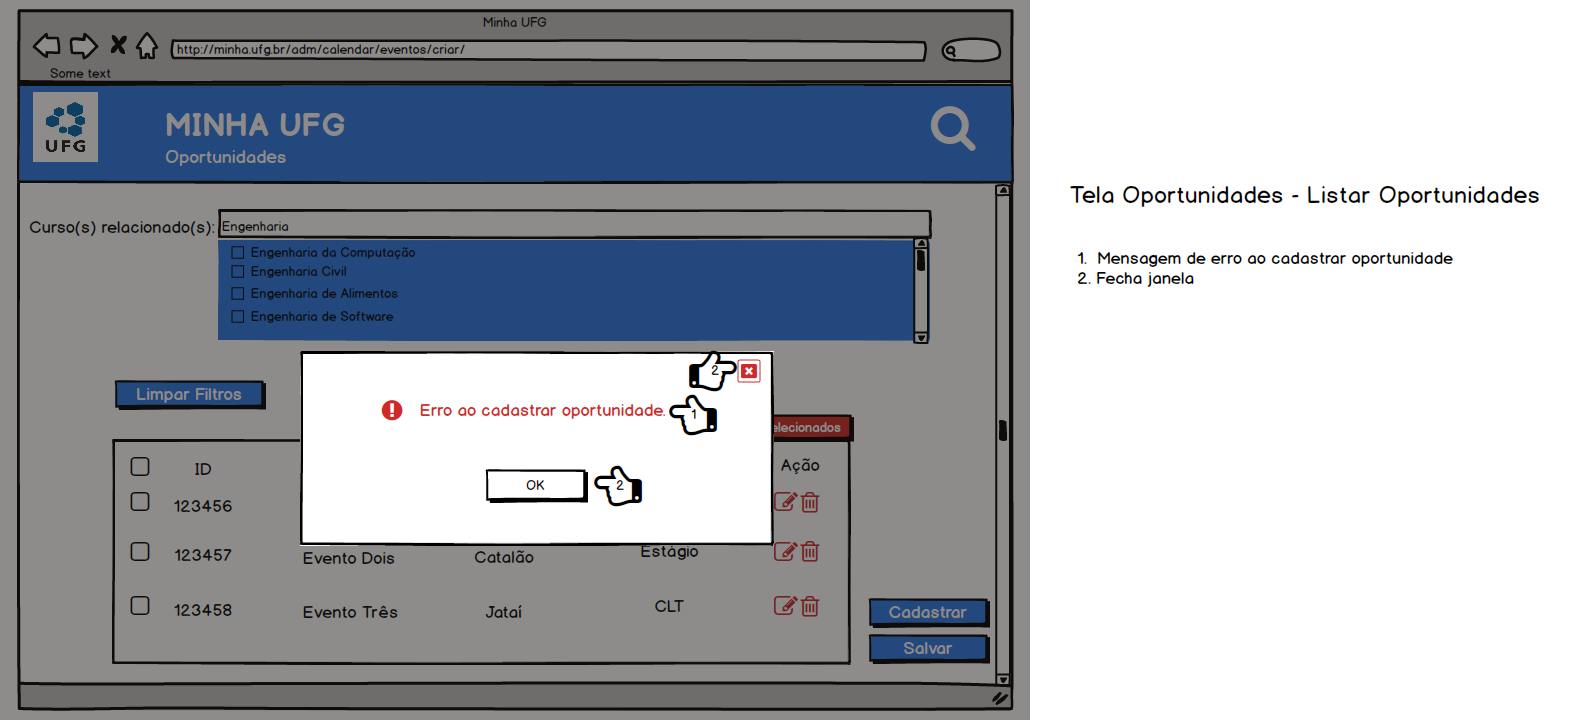 Minha UFG
http://minha.ufg.br/adm/calendar/eventos/criar/
Some text
UFG
MINHA UFG
Oportunidades
Curso(s) relacionado(s):
Engenharia
Engenharia da Computação
Engenharia Civil
Engenharia de Alimentos
Engenharia de Software
Limpar Filtros
2
Erro ao cadastrar oportunidade.
1
OK
2
ID
Ação
123456
123457 Evento Dois Catalão Estágio
123458 Evento Três Jataí CLT
Cadastrar
Salvar
Tela Oportunidades - Listar Oportunidades
1. Mensagem de erro ao cadastrar oportunidade
2. Fecha janela